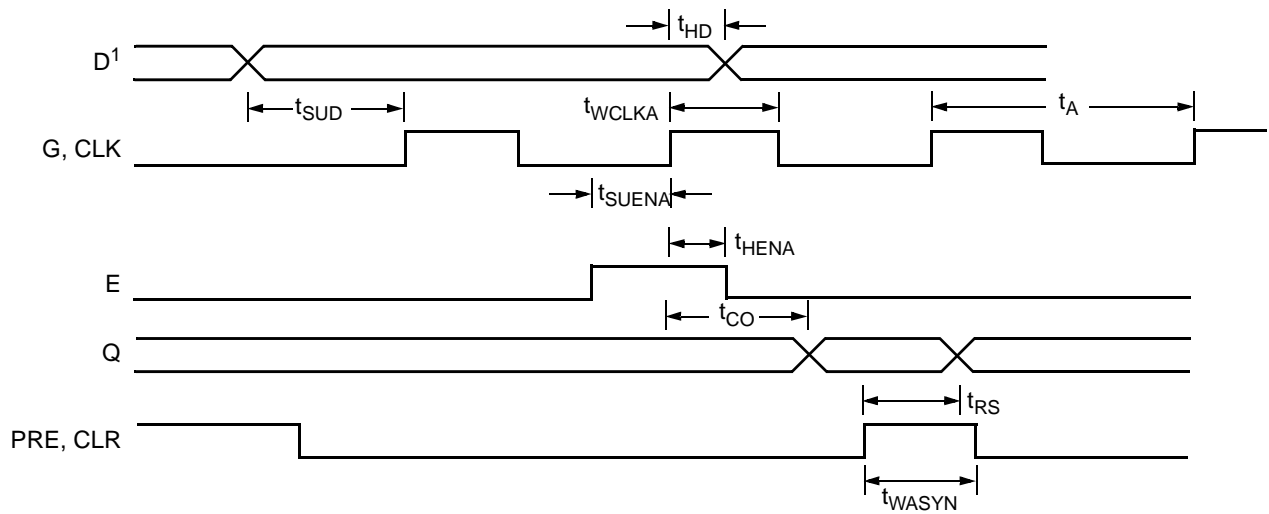 tHD
D1
tSUD
tWCLKA
tA
G, CLK
tSUENA
tHENA
E
tCO
Q
tRS
PRE, CLR
tWASYN